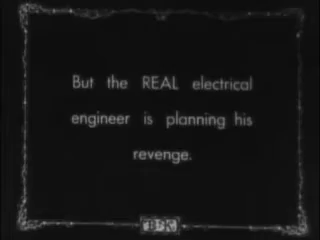 But the REAL electrical
engineer is planning his
revenge.
B&K